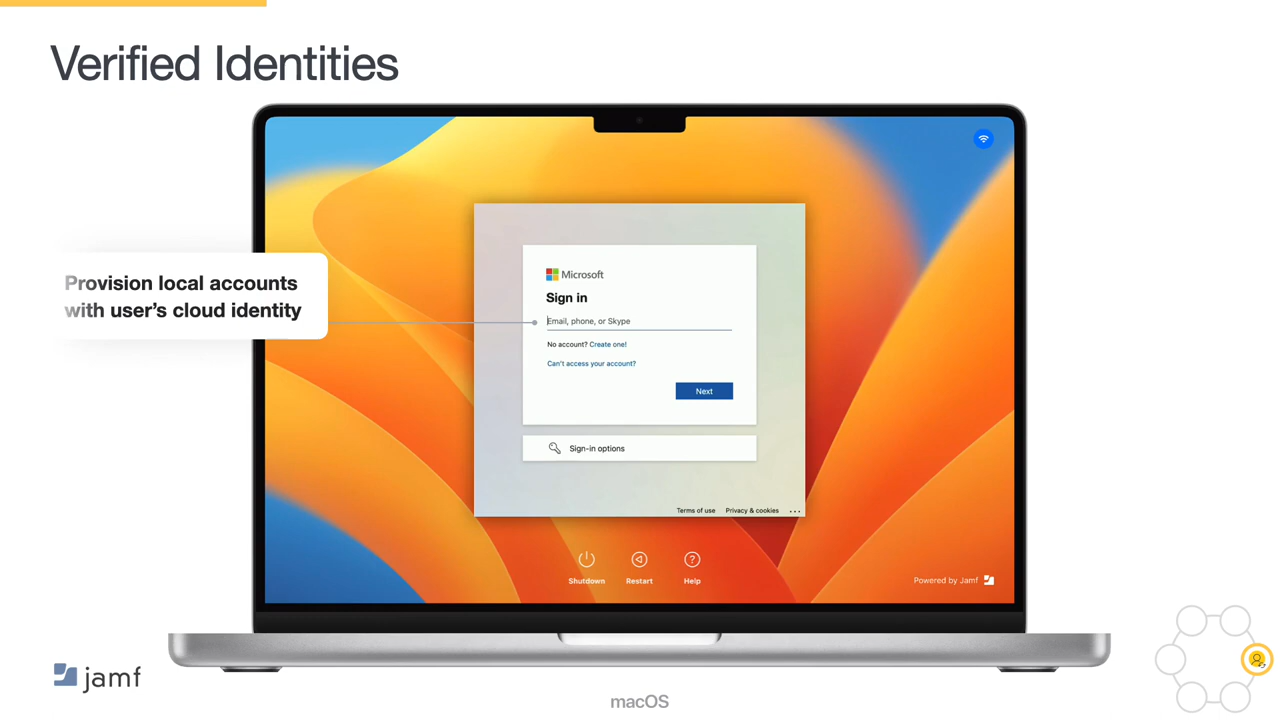 Verified Identities
Provision local accounts
with user's cloud identity
Microsoft
Sign in
Email, phone, or Skype
No account? Create one!
Can't access your account?
Next
Sign-in options
Terms of use Privacy & cookies ...
Shutdown Restart Help
Powered by Jamf
jamf
macOS